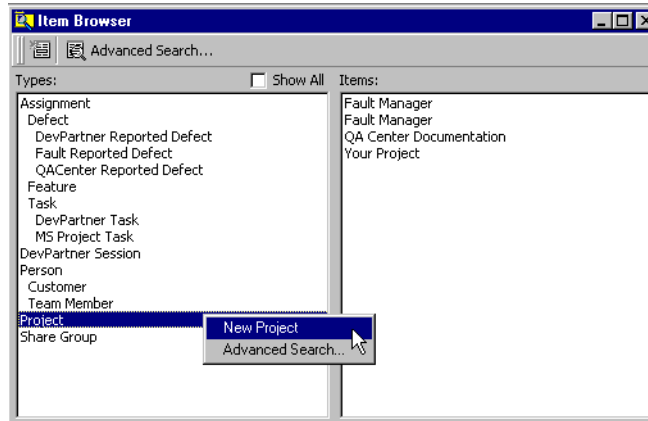 Item Browser
Advanced Search...
Types:
Show All
Items:
Assignment
Defect
DevPartner Reported Defect
Fault Reported Defect
QACenter Reported Defect
Feature
Task
DevPartner Task
MS Project Task
DevPartner Session
Person
Customer
Team Member
Project
Share Group
New Project
Advanced Search...
Fault Manager
Fault Manager
QA Center Documentation
Your Project